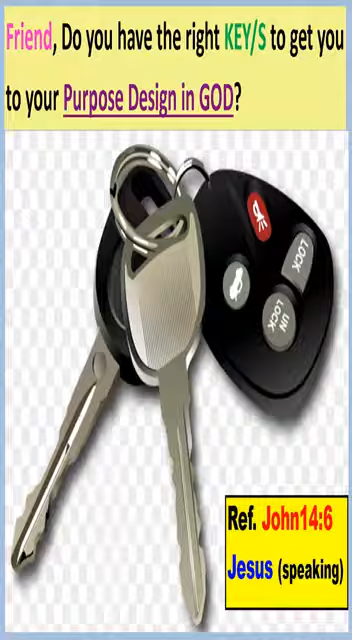 Friend, Do you have the right KEY/S to get you
to your Purpose Design in GOD?
LOCK
UN
LOCK
Ref. John14:6
Jesus (speaking)